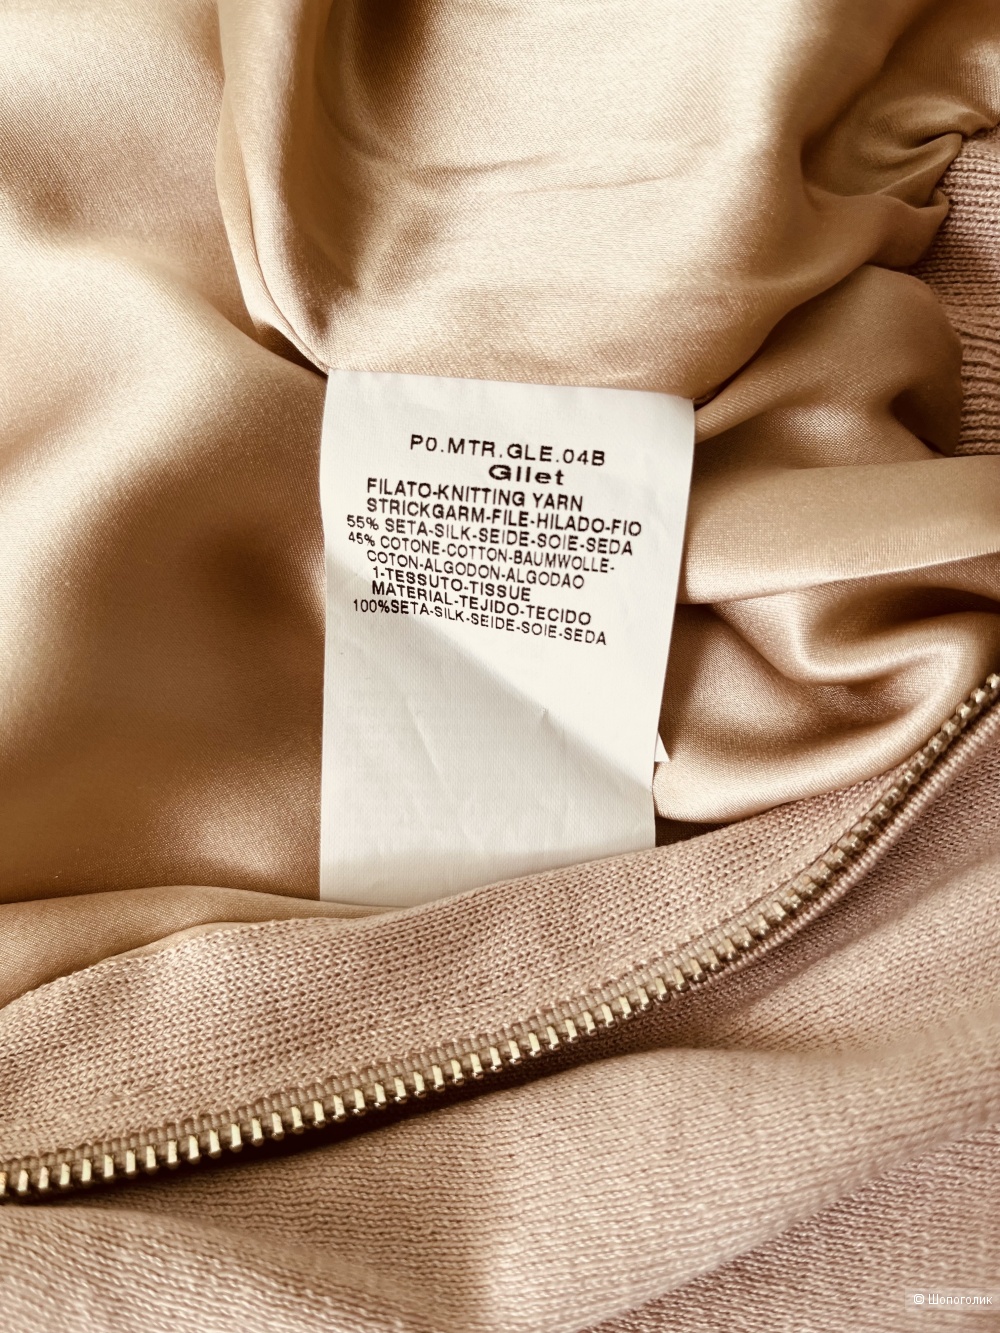 P0.MTR.GLE.04B
Gilet
FILATO-KNITTING YARN
STRICKGARM-FILE-HILADO-FIO
55% SETA-SILK-SEIDE-SOIE-SEDA
45% COTONE-COTTON-BAUMWOLLE-
COTON-ALGODON-ALGODAO
1-TESSUTO-TISSUE
MATERIAL-TEJIDO-TECIDO
100%SETA-SILK-SEIDE-SOIE-SEDA
© Шопоголик